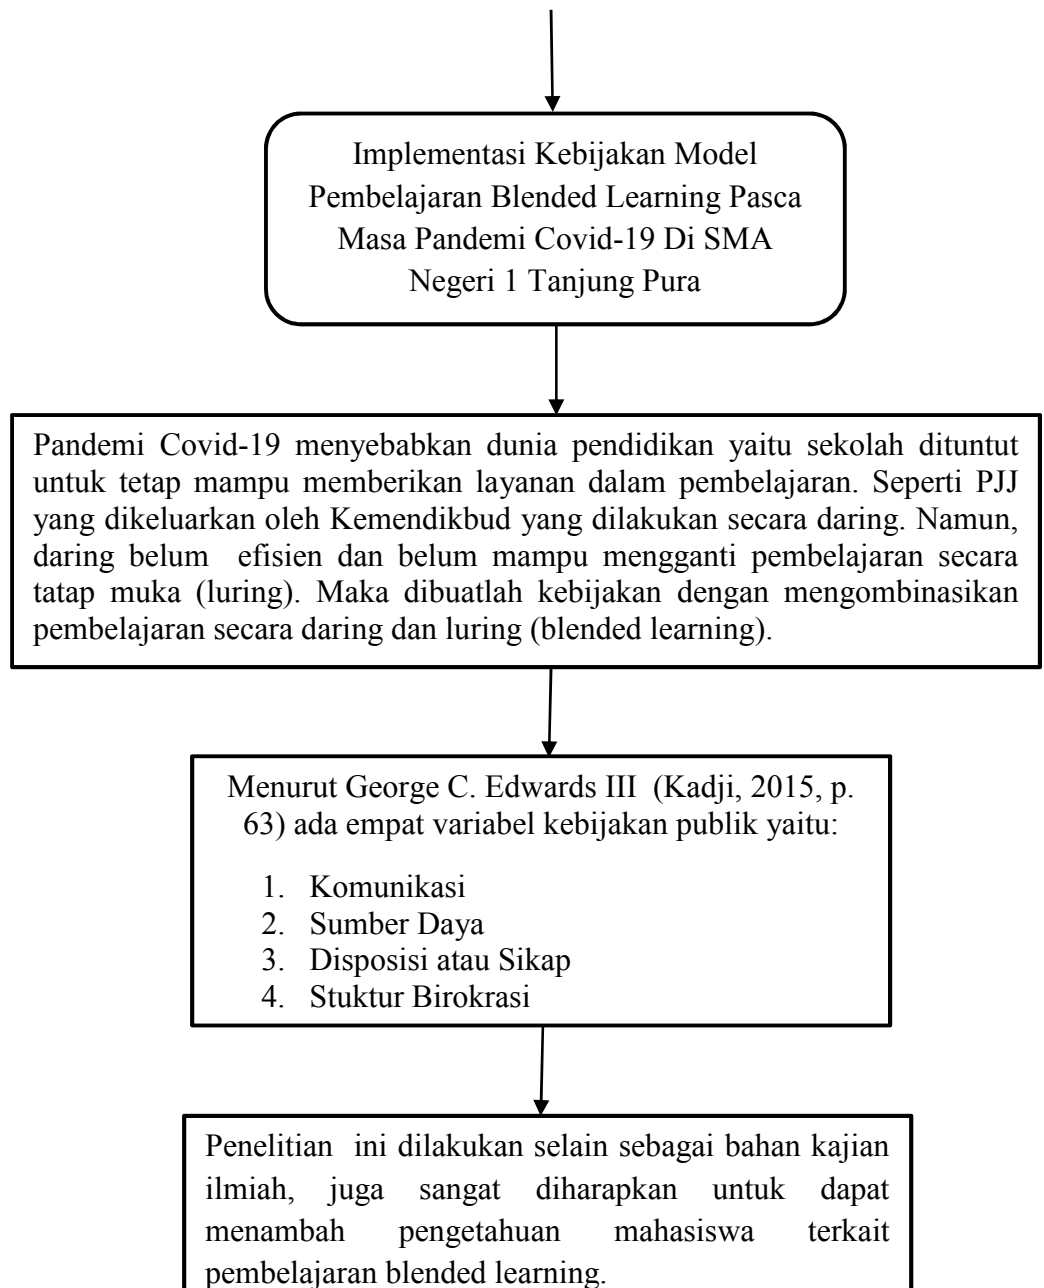 Implementasi Kebijakan Model
Pembelajaran Blended Learning Pasca
Masa Pandemi Covid-19 Di SMA
Negeri 1 Tanjung Pura
Pandemi Covid-19 menyebabkan dunia pendidikan yaitu sekolah dituntut
untuk tetap mampu memberikan layanan dalam pembelajaran. Seperti PJJ
yang dikeluarkan oleh Kemendikbud yang dilakukan secara daring. Namun,
daring belum efisien dan belum mampu mengganti pembelajaran secara
tatap muka (luring). Maka dibuatlah kebijakan dengan mengombinasikan
pembelajaran secara daring dan luring (blended learning).
Menurut George C. Edwards III (Kadji, 2015, p.
63) ada empat variabel kebijakan publik yaitu:
1. Komunikasi
2. Sumber Daya
3. Disposisi atau Sikap
4. Stuktur Birokrasi
Penelitian ini dilakukan selain sebagai bahan kajian
ilmiah, juga sangat diharapkan untuk dapat
menambah pengetahuan mahasiswa terkait
pembelajaran blended learning.